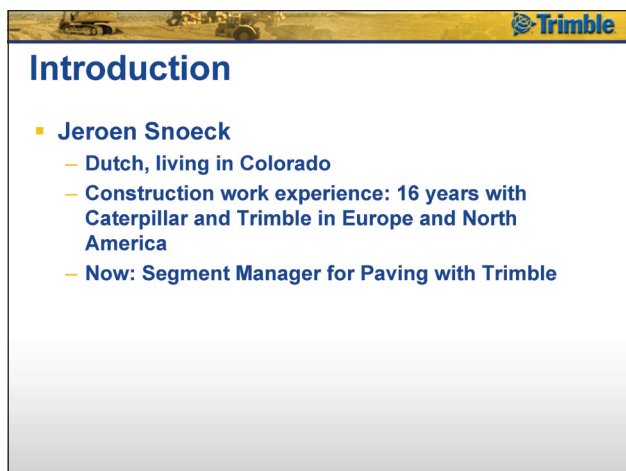 Trimble
Introduction
▪ Jeroen Snoeck
– Dutch, living in Colorado
– Construction work experience: 16 years with
Caterpillar and Trimble in Europe and North
America
– Now: Segment Manager for Paving with Trimble